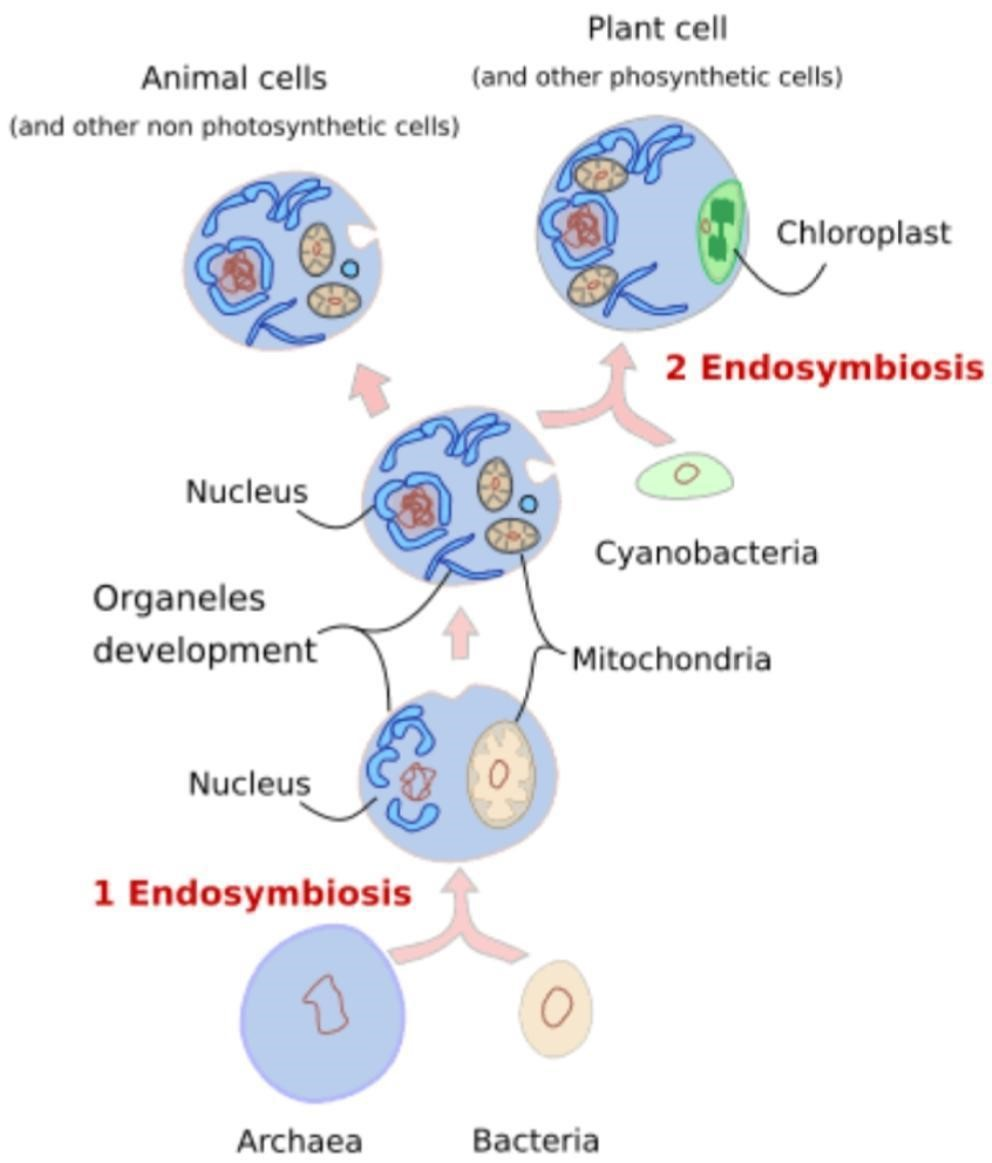 Plant cell
(and other phosynthetic cells)
Animal cells
(and other non photosynthetic cells)
Chloroplast
2 Endosymbiosis
Nucleus
Cyanobacteria
Organeles
development
Mitochondria
Nucleus
1 Endosymbiosis
Archaea
Bacteria